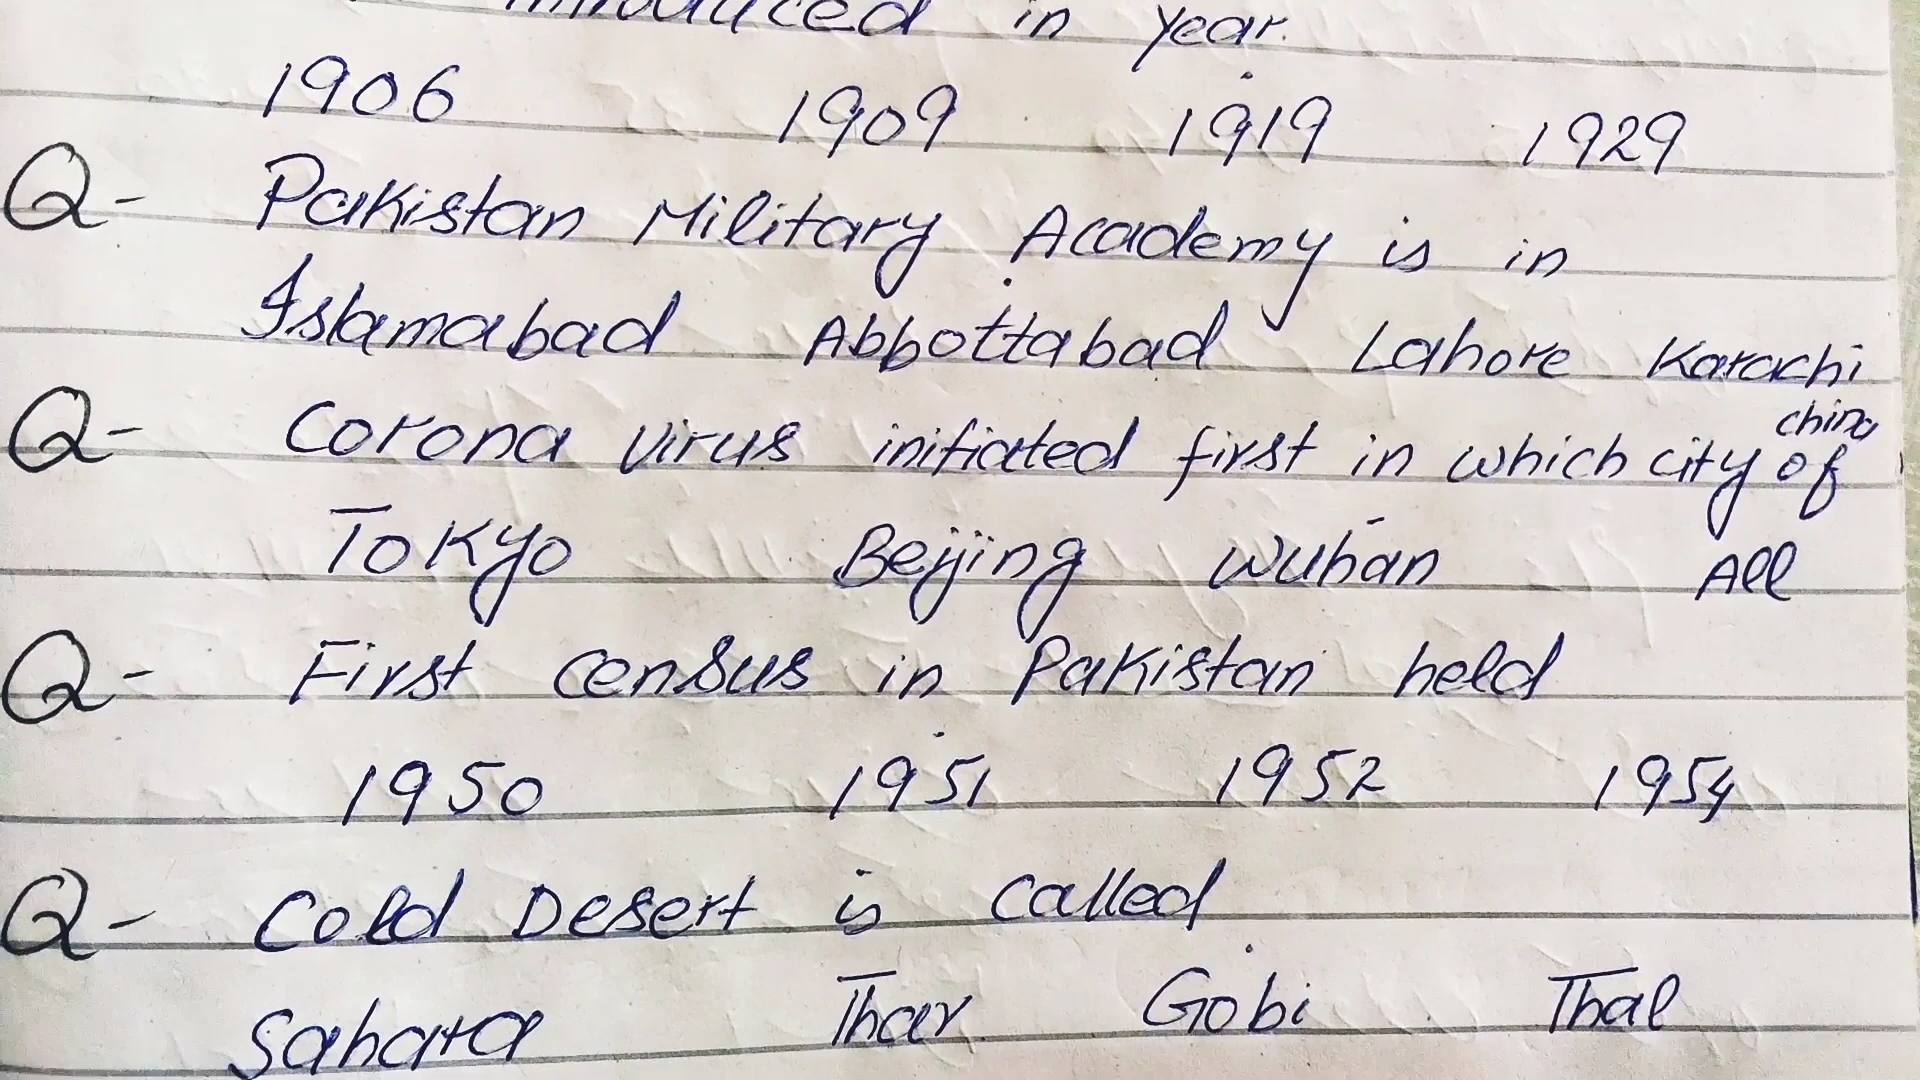 introduced in year.
1906 1909 1919 1929
Q- Pakistan Military Academy is in
Islamabad Abbottabad Lahore Karachi
Q- Corona virus initiated first in which city of china
Tokyo Beijing Wuhan All
Q- First census in Pakistan held
1950 1951 1952 1954
Q- Cold Desert is called
Sahara Thar Gobi Thal